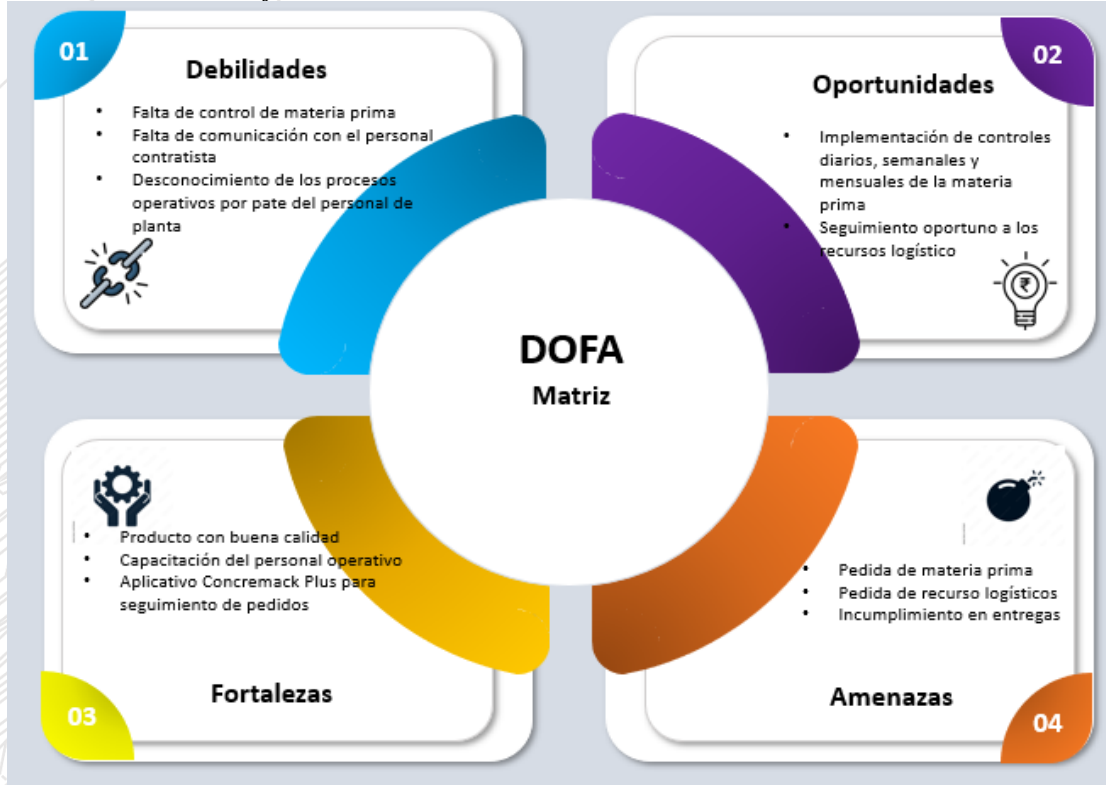 01
Debilidades
• Falta de control de materia prima
• Falta de comunicación con el personal
contratista
• Desconocimiento de los procesos
operativos por pate del personal de
planta
02
Oportunidades
• Implementación de controles
diarios, semanales y
mensuales de la materia
prima
• Seguimiento oportuno a los
recursos logístico
DOFA
Matriz
• Producto con buena calidad
• Capacitación del personal operativo
• Aplicativo Concremack Plus para
seguimiento de pedidos
Fortalezas
03
• Pedida de materia prima
• Pedida de recurso logísticos
• Incumplimiento en entregas
Amenazas
04